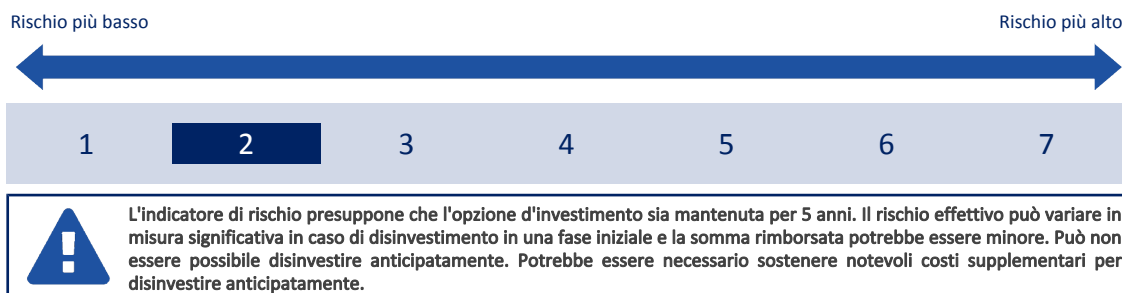 Rischio più basso Rischio più alto
1 2 3 4 5 6 7
L'indicatore di rischio presuppone che l'opzione d'investimento sia mantenuta per 5 anni. Il rischio effettivo può variare in
misura significativa in caso di disinvestimento in una fase iniziale e la somma rimborsata potrebbe essere minore. Può non
essere possibile disinvestire anticipatamente. Potrebbe essere necessario sostenere notevoli costi supplementari per
disinvestire anticipatamente.